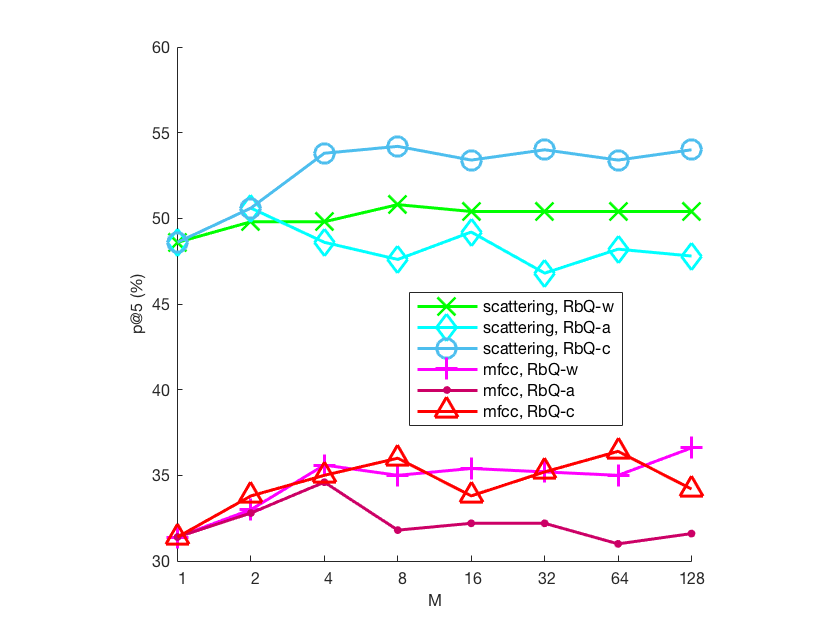 60
55
50
45
40
35
30
p@5 (%)
scattering, RbQ-w
scattering, RbQ-a
scattering, RbQ-c
mfcc, RbQ-w
mfcc, RbQ-a
mfcc, RbQ-c
1 2 4 8 16 32 64 128
M